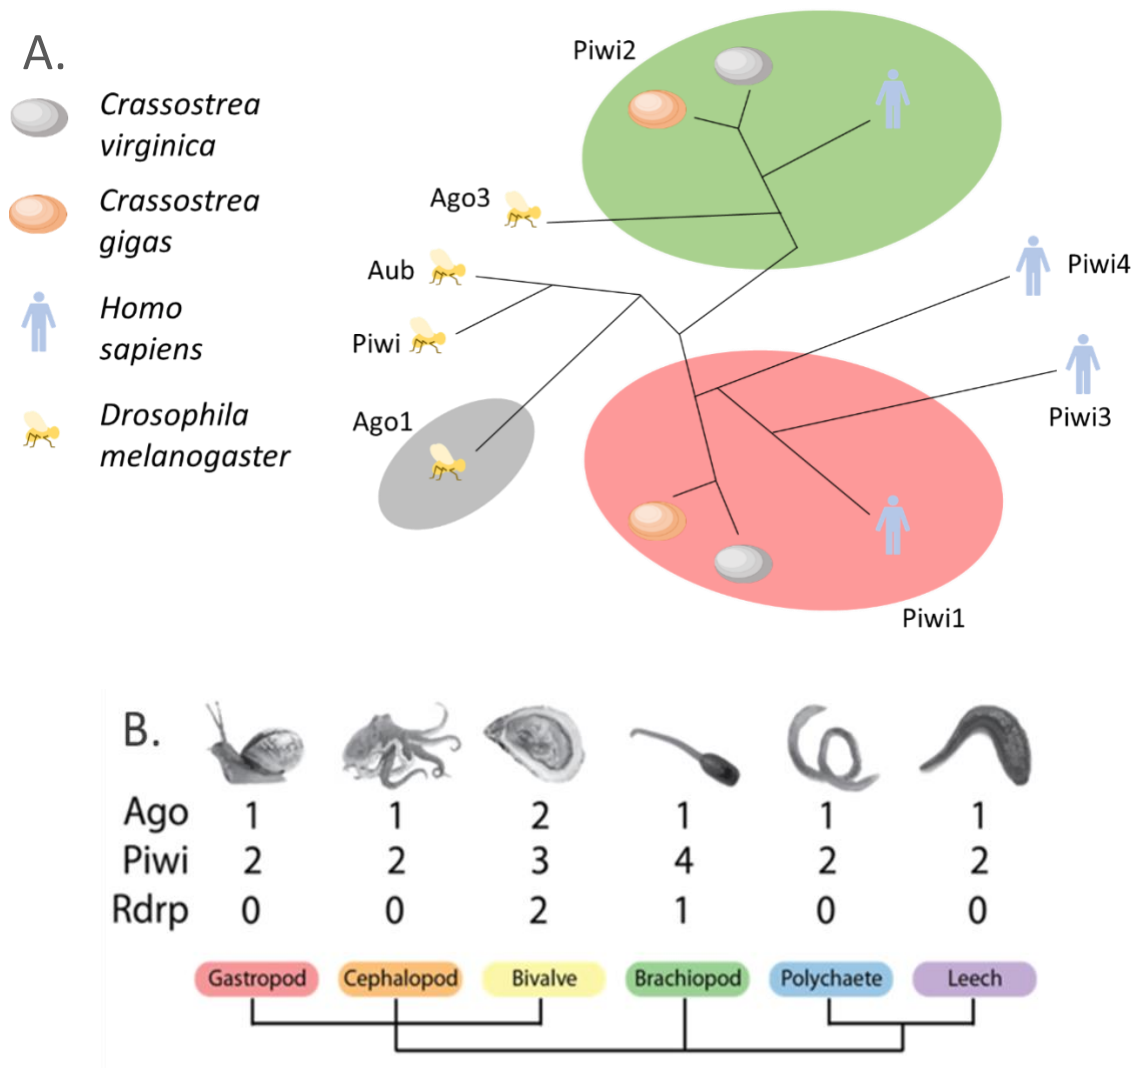 A.
Crassostrea
virginica
Crassostrea
gigas
Homo
sapiens
Drosophila
melanogaster
Piwi2
Ago3
Aub
Piwi
Ago1
Piwi4
Piwi3
Piwi1
B.
Ago 1 1 2 1 1 1
Piwi 2 2 3 4 2 2
Rdrp 0 0 2 1 0 0
Gastropod Cephalopod Bivalve Brachiopod Polychaete Leech